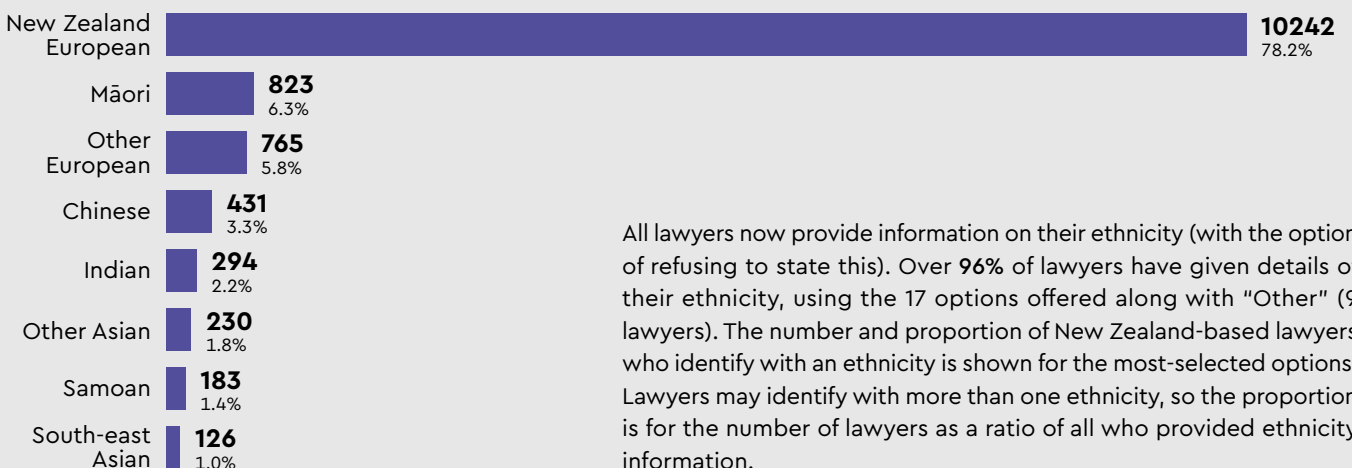 New Zealand
European
10242
78.2%
Māori
823
6.3%
Other
European
765
5.8%
Chinese
431
3.3%
Indian
294
2.2%
Other Asian
230
1.8%
Samoan
183
1.4%
South-east
Asian
126
1.0%
All lawyers now provide information on their ethnicity (with the option
of refusing to state this). Over 96% of lawyers have given details o
their ethnicity, using the 17 options offered along with “Other” (9
lawyers). The number and proportion of New Zealand-based lawyers
who identify with an ethnicity is shown for the most-selected options
Lawyers may identify with more than one ethnicity, so the proportion
is for the number of lawyers as a ratio of all who provided ethnicity
information.